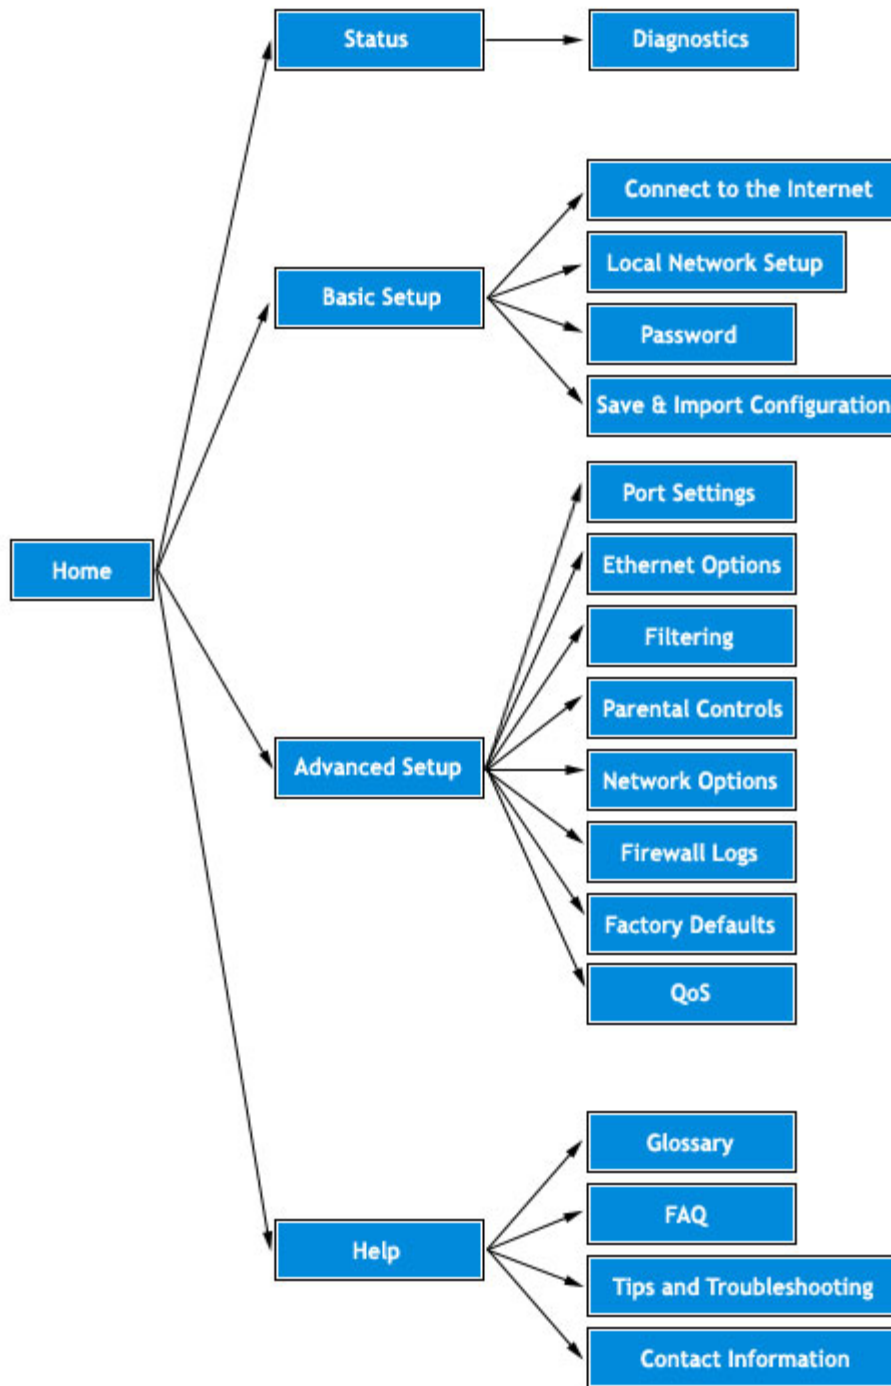 Status
Diagnostics
Connect to the Internet
Local Network Setup
Basic Setup
Password
Save & Import Configuration
Port Settings
Home
Ethernet Options
Filtering
Parental Controls
Advanced Setup
Network Options
Firewall Logs
Factory Defaults
QoS
Glossary
FAQ
Help
Tips and Troubleshooting
Contact Information